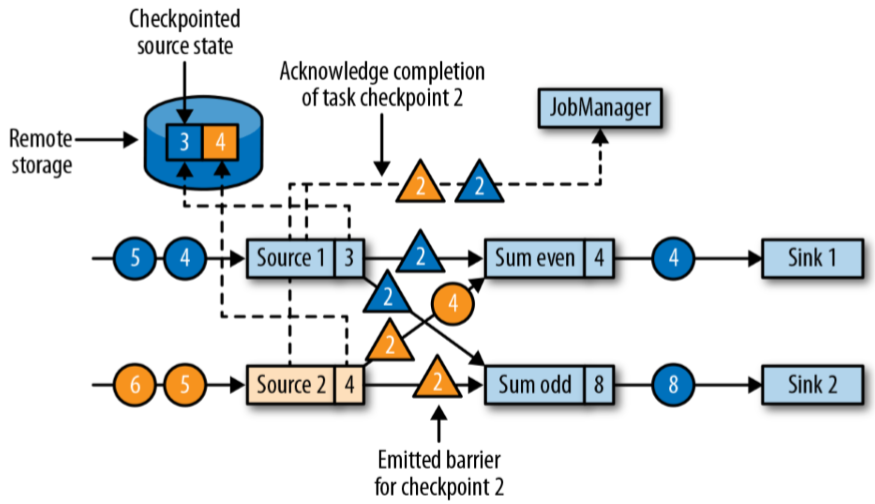 Checkpointed
source state
Acknowledge completion
of task checkpoint 2
JobManager
Remote
storage
3 4
2 2
5 4 Source 1 3 2 Sum even 4 4 Sink 1
2 4
2
6 5 Source 2 4 2 Sum odd 8 8 Sink 2
Emitted barrier
for checkpoint 2